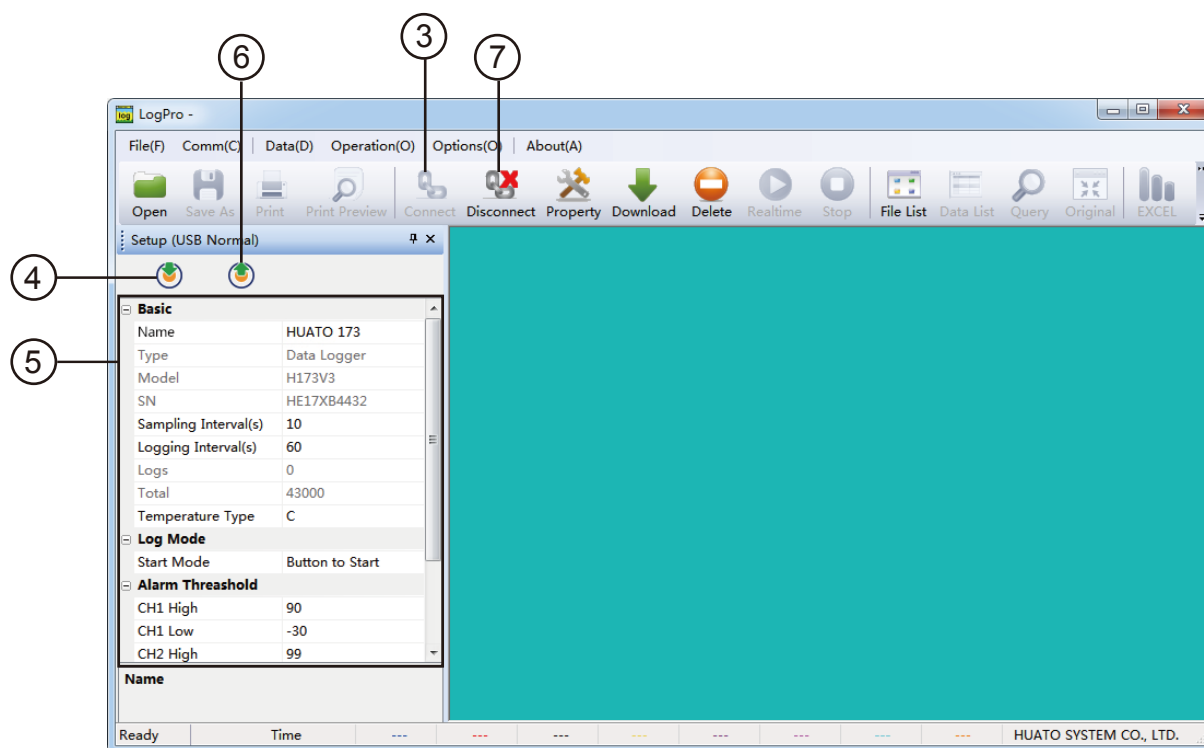 3
6
7
LogPro -
File(F) Comm(C) Data(D) Operation(O) Options(O) About(A)
Open Save As Print Print Preview Connect Disconnect Property Download Delete Realtime Stop File List Data List Query Original EXCEL
Setup (USB Normal)
4
5
Basic
Name HUATO 173
Type Data Logger
Model H173V3
SN HE17XB4432
Sampling Interval(s) 10
Logging Interval(s) 60
Logs 0
Total 43000
Temperature Type C
Log Mode
Start Mode Button to Start
Alarm Threashold
CH1 High 90
CH1 Low -30
CH2 High 99
Name
Ready Time --- --- --- --- --- --- --- --- HUATO SYSTEM CO., LTD.